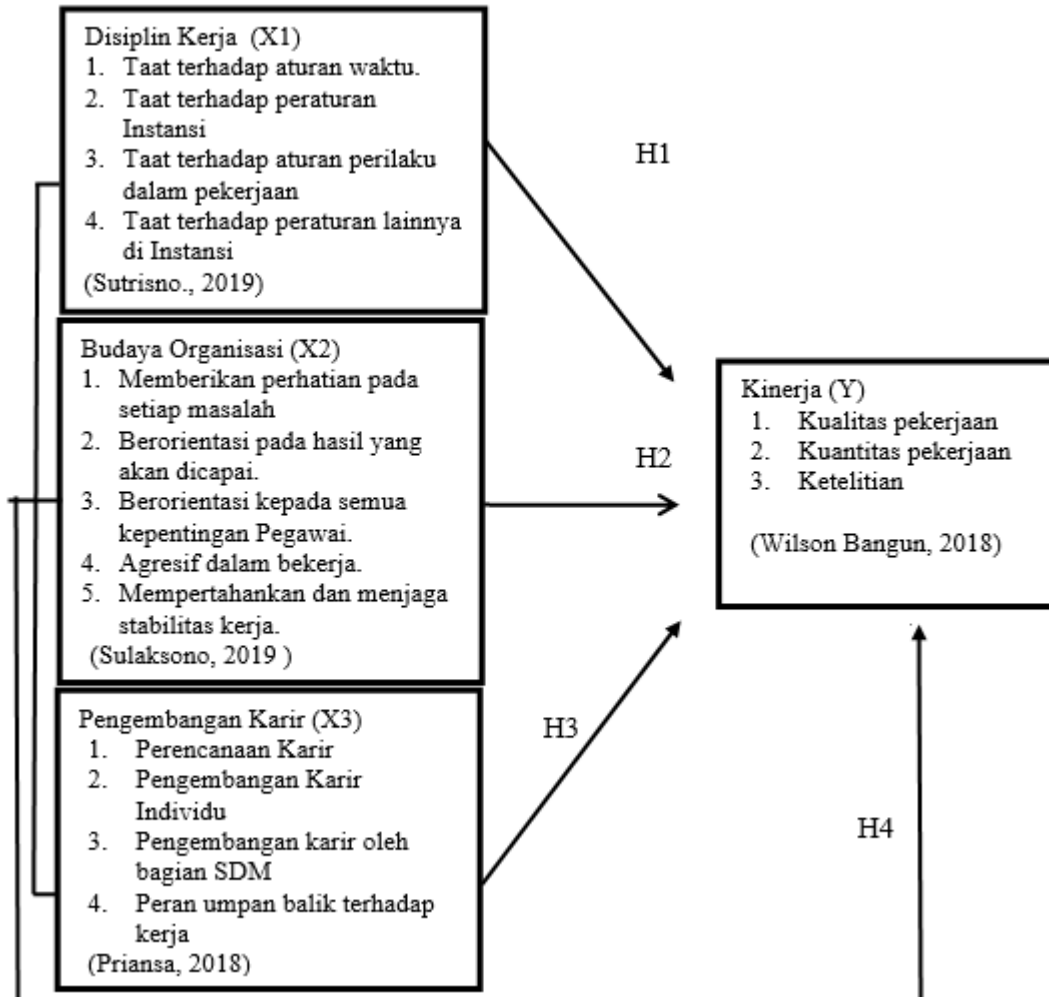 Disiplin Kerja (X1)
1. Taat terhadap aturan waktu.
2. Taat terhadap peraturan
Instansi
3. Taat terhadap aturan perilaku
dalam pekerjaan
4. Taat terhadap peraturan lainnya
di Instansi
(Sutrisno., 2019)
H1
Budaya Organisasi (X2)
1. Memberikan perhatian pada
setiap masalah
2. Berorientasi pada hasil yang
akan dicapai.
3. Berorientasi kepada semua
kepentingan Pegawai.
4. Agresif dalam bekerja.
5. Mempertahankan dan menjaga
stabilitas kerja.
(Sulaksono, 2019 )
H2
Kinerja (Y)
1. Kualitas pekerjaan
2. Kuantitas pekerjaan
3. Ketelitian
(Wilson Bangun, 2018)
Pengembangan Karir (X3)
1. Perencanaan Karir
2. Pengembangan Karir
Individu
3. Pengembangan karir oleh
bagian SDM
4. Peran umpan balik terhadap
kerja
(Priansa, 2018)
H3
H4